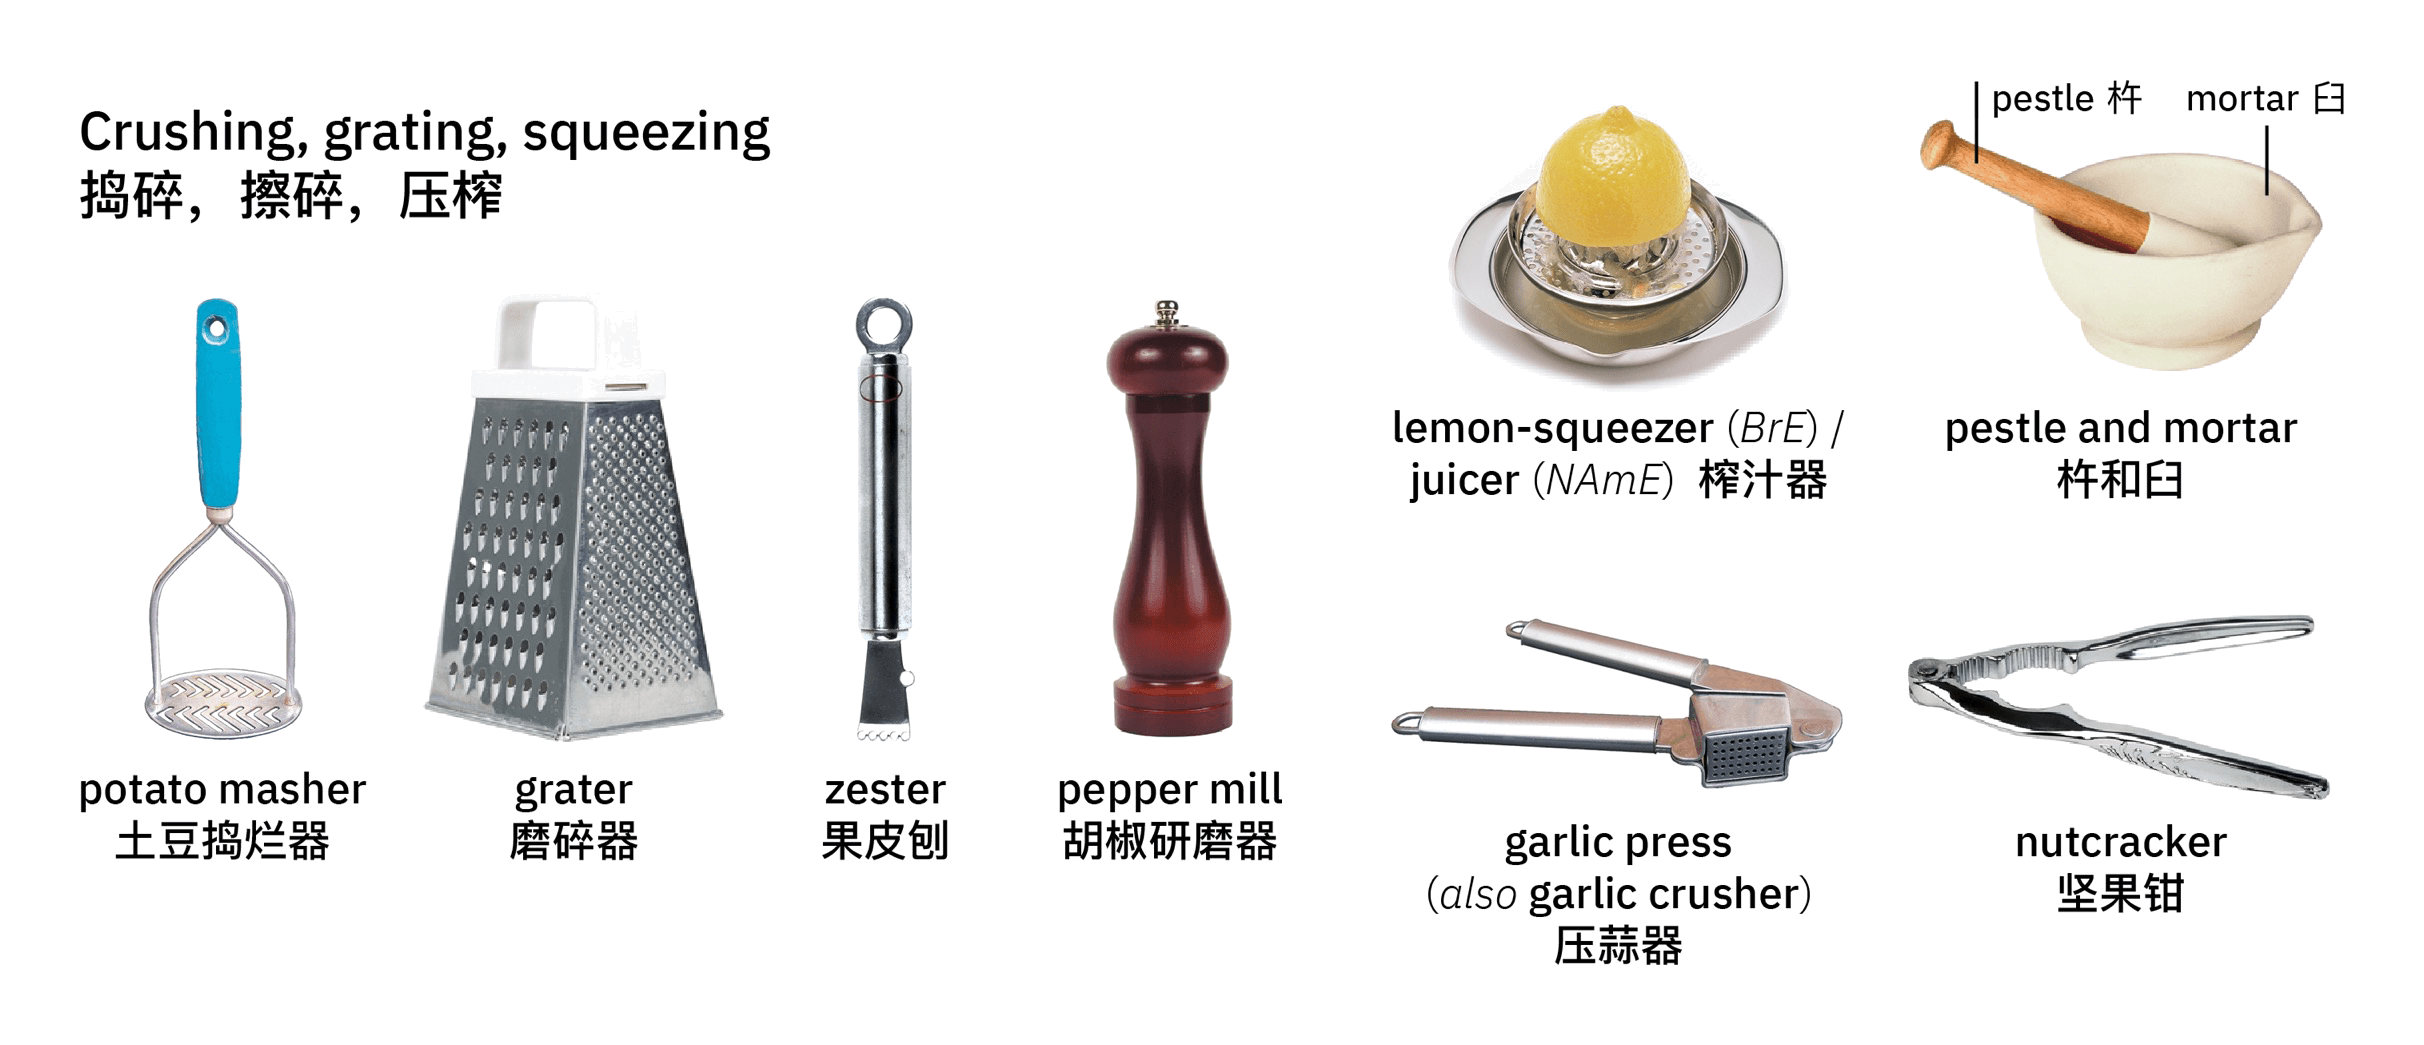 Crushing, grating, squeezing
捣碎，擦碎，压榨
potato masher
土豆捣烂器
grater
磨碎器
zester
果皮刨
pepper mill
胡椒研磨器
lemon-squeezer (BrE) /
juicer (NAmE) 榨汁器
pestle 杵
mortar 臼
pestle and mortar
杵和臼
garlic press
(also garlic crusher)
压蒜器
nutcracker
坚果钳